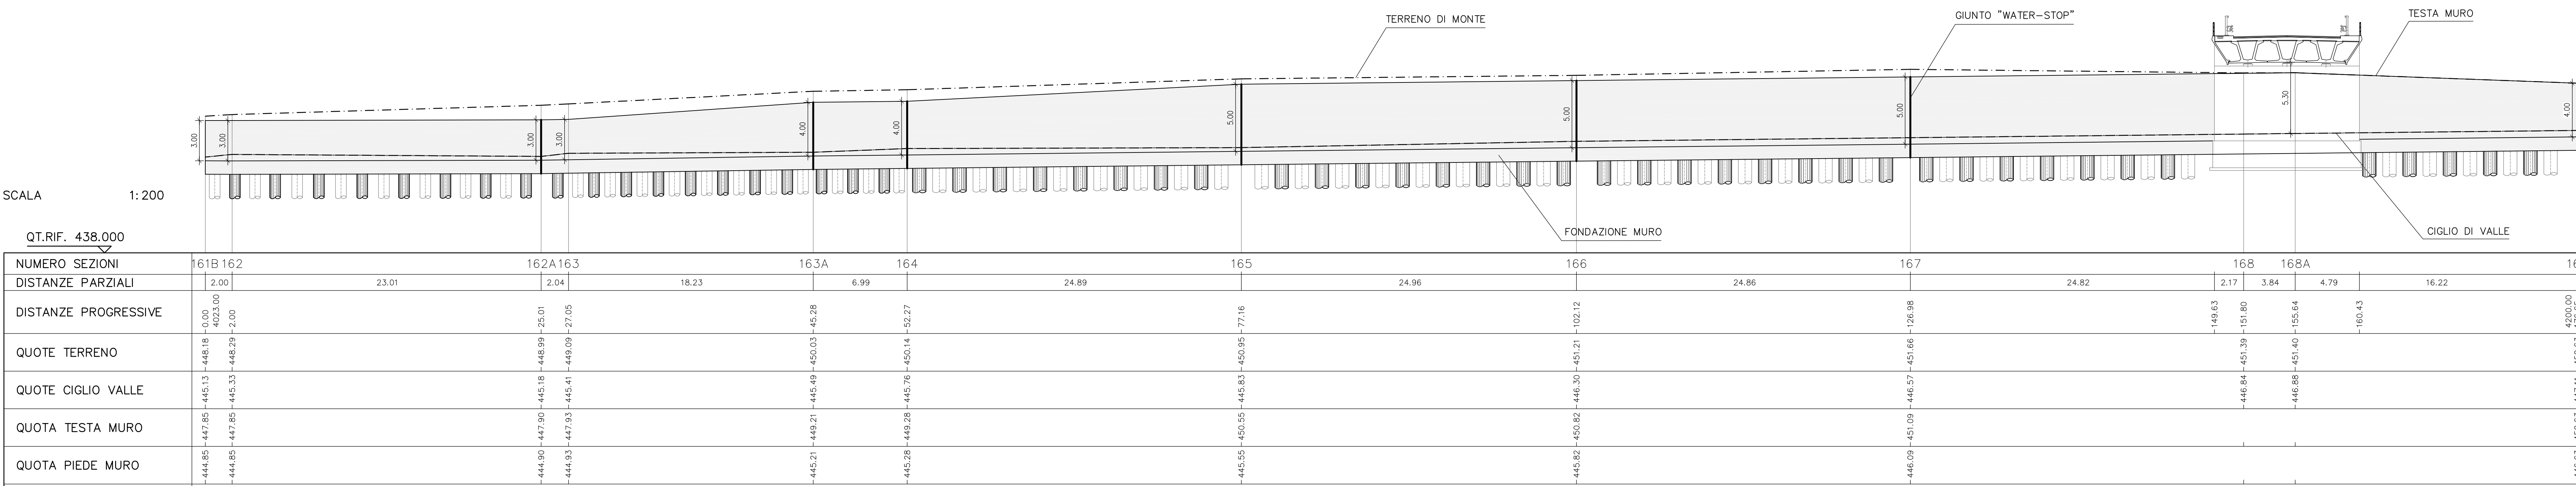 TERRENO DI MONTE
GIUNTO "WATER-STOP"
TESTA MURO
3.00
3.00
3.00
3.00
4.00
4.00
5.00
5.00
5.00
5.30
4.00
SCALA 1:200
FONDAZIONE MURO
CIGLIO DI VALLE
QT.RIF. 438.000
NUMERO SEZIONI 161B 162 162A 163 163A 164 165 166 167 168 168A
DISTANZE PARZIALI 2.00 23.01 2.04 18.23 6.99 24.89 24.96 24.86 24.82 2.17 3.84 4.79 16.22
DISTANZE PROGRESSIVE 0.00 4023.00 2.00 25.01 27.05 45.28 52.27 77.16 102.12 126.98 149.63 151.80 155.64 160.43 4200.00
QUOTE TERRENO 448.18 448.29 448.99 449.09 450.03 450.14 450.95 451.21 451.66 451.39 451.40
QUOTE CIGLIO VALLE 445.13 445.33 445.18 445.41 445.49 445.76 445.83 446.30 446.57 446.84 446.88
QUOTA TESTA MURO 447.85 447.85 447.90 447.93 449.21 449.28 450.55 450.82 451.09
QUOTA PIEDE MURO 444.85 444.85 444.90 444.93 445.21 445.28 445.55 445.82 446.09